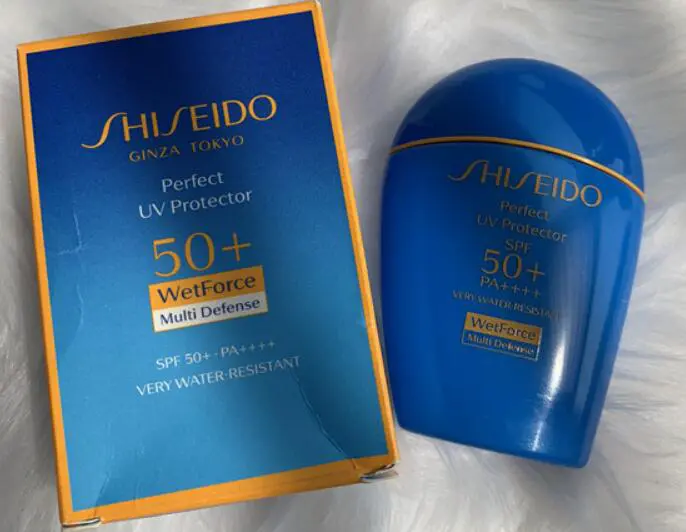 SHISEIDO
GINZA TOKYO
Perfect
UV Protector
50+
WetForce
Multi Defense
SPF 50+ · PA++++
VERY WATER-RESISTANT
SHISEIDO
Perfect
UV Protector
SPF
50+
PA++++
VERY WATER-RESISTANT
WetForce
Multi Defense